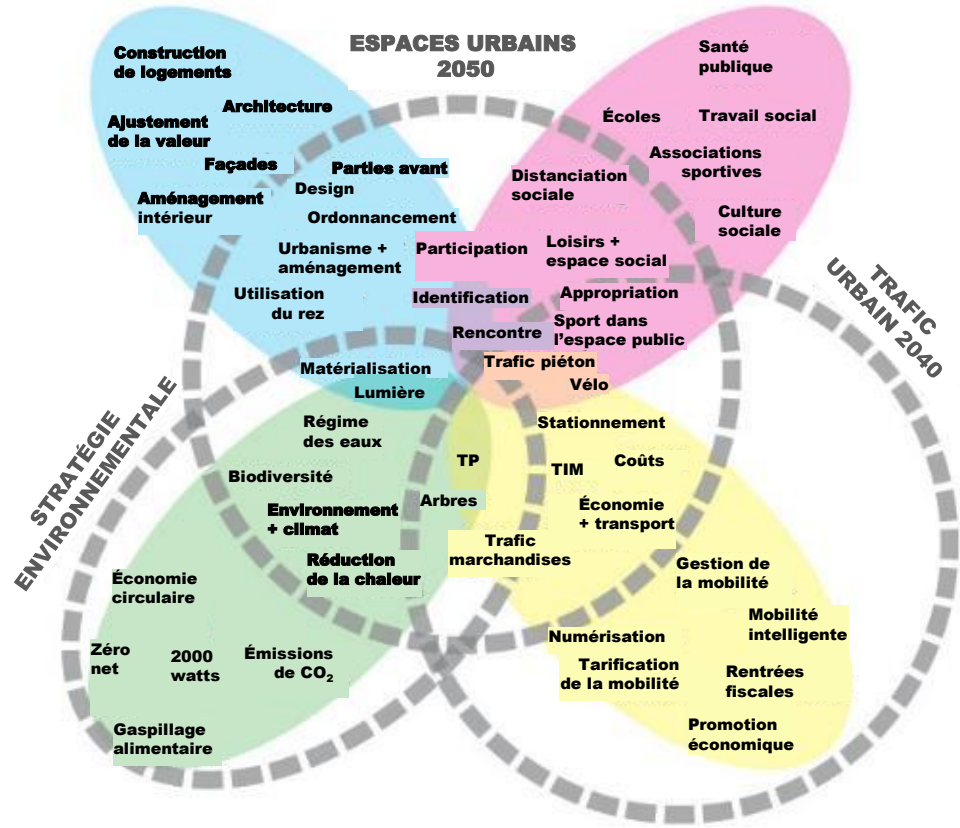 ESPACES URBAINS
2050
Construction
de logements
Architecture
Ajustement
de la valeur
Façades
Parties avant
Design
Aménagement
intérieur
Ordonnancement
Urbanisme +
aménagement
Utilisation
du rez
Matérialisation
Lumière
Santé
publique
Écoles
Travail social
Associations
sportives
Distanciation
sociale
Culture
sociale
Participation
Loisirs +
espace social
Identification
Appropriation
Rencontre
Sport dans
l'espace public
Trafic piéton
Vélo
TRAFIC
URBAIN 2040
Stationnement
TP
TIM
Coûts
Économie
+ transport
Trafic
marchandises
Gestion de
la mobilité
Mobilité
intelligente
Numérisation
Tarification
de la mobilité
Rentrées
fiscales
Promotion
économique
STRATÉGIE
ENVIRONNEMENTALE
Régime
des eaux
Biodiversité
Arbres
Environnement
+ climat
Réduction
de la chaleur
Économie
circulaire
Zéro
net
2000
watts
Émissions
de CO₂
Gaspillage
alimentaire